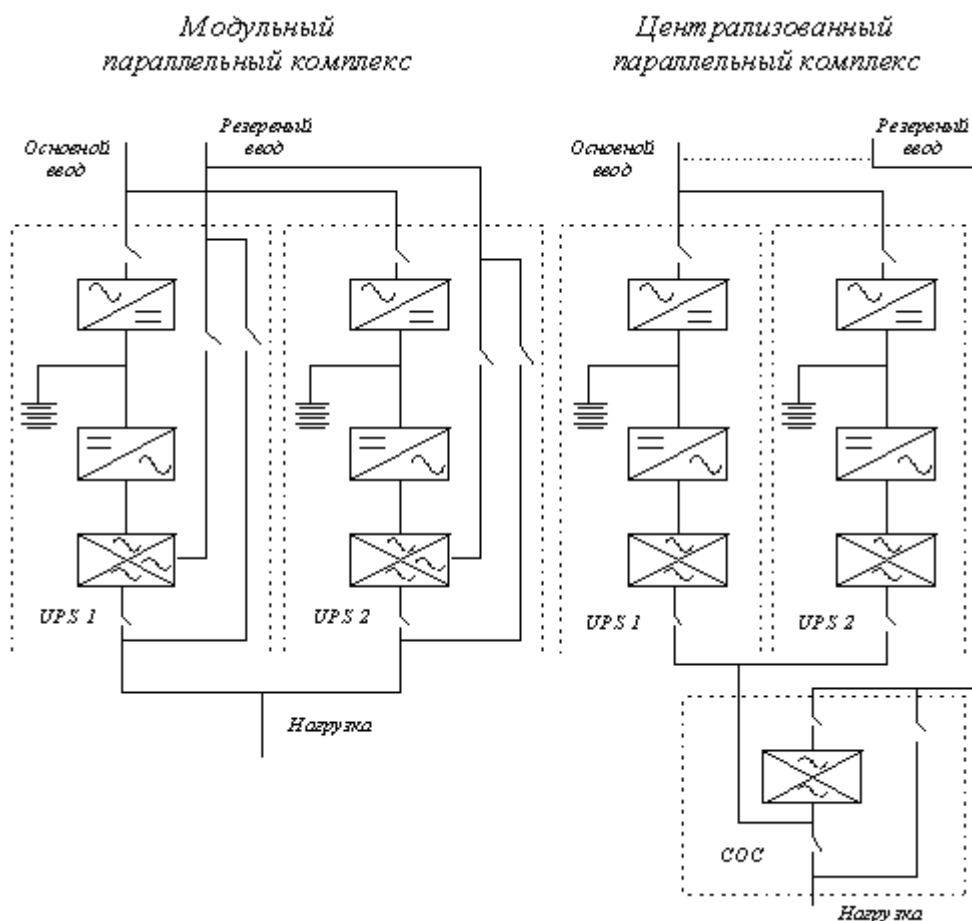 Модульный
параллельный комплекс
Централизованный
параллельный комплекс
Основной
ввод
Резервный
ввод
Основной
ввод
Резервный
ввод
UPS 1
UPS 2
Нагрузка
UPS 1
UPS 2
СОС
Нагрузка